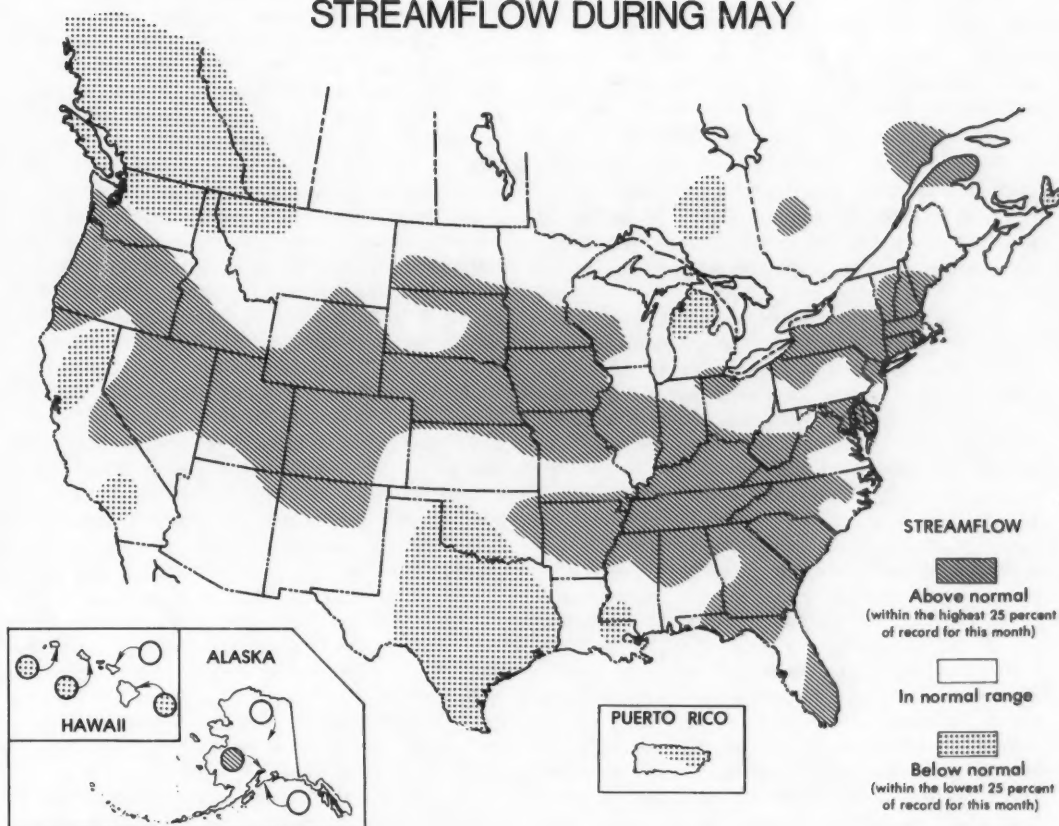 STREAMFLOW DURING MAY
STREAMFLOW
Above normal
(within the highest 25 percent
of record for this month)
In normal range
Below normal
(within the lowest 25 percent
of record for this month)
ALASKA
HAWAII
PUERTO RICO